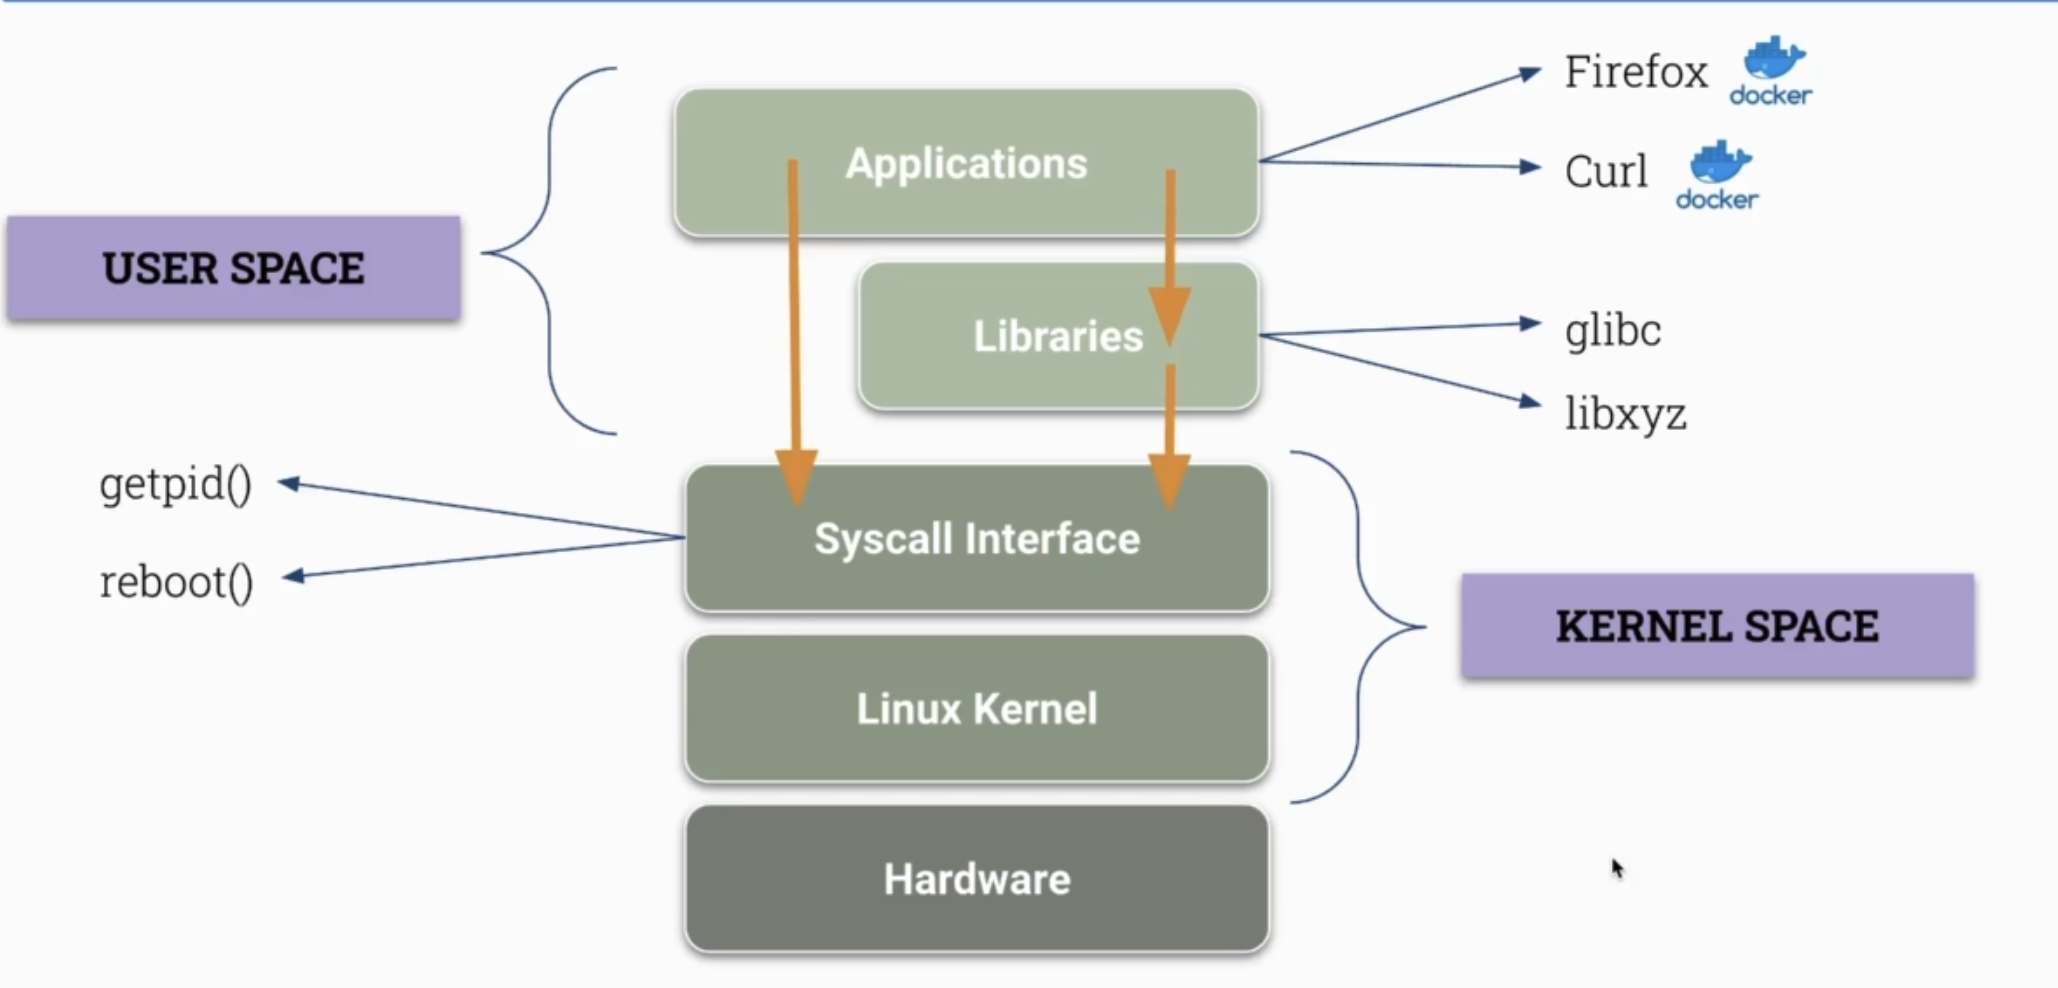 Firefox
docker
Applications
Curl
docker
USER SPACE
Libraries
glibc
libxyz
getpid()
Syscall Interface
reboot()
KERNEL SPACE
Linux Kernel
Hardware